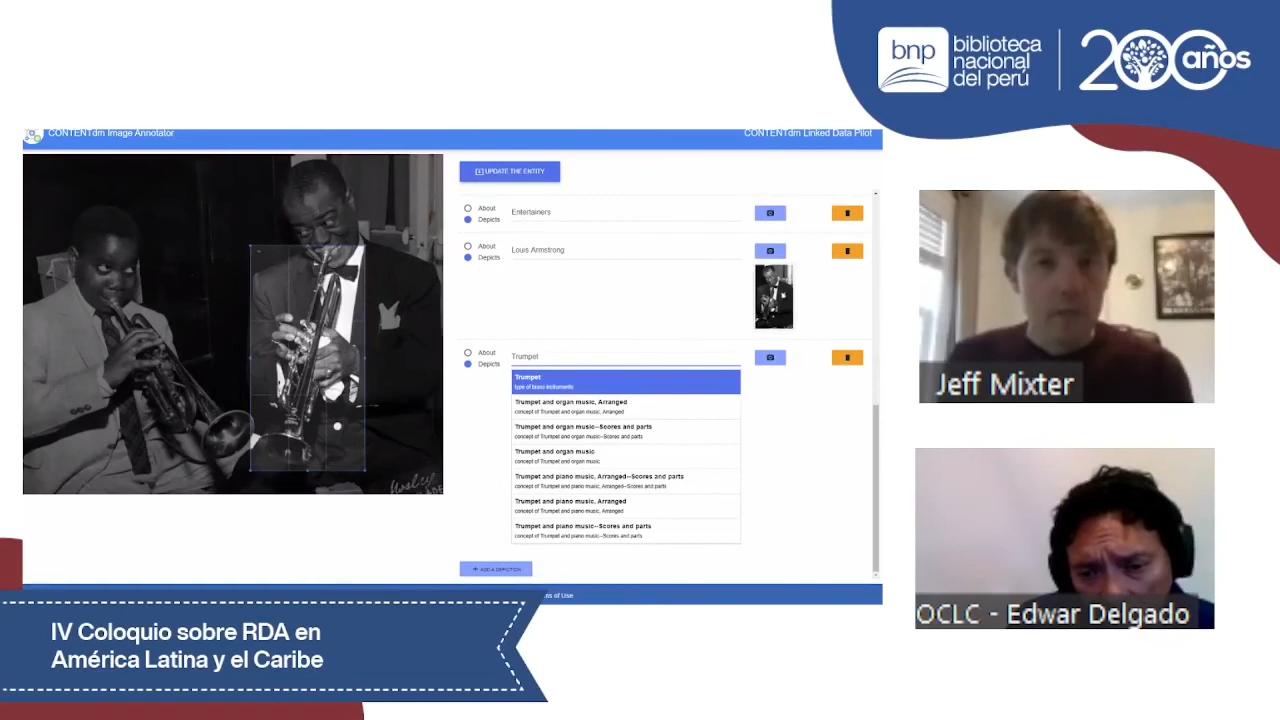 bnp
biblioteca
nacional
del perú
200 años
CONTENTdm Image Annotator
CONTENTdm Linked Data Pilot
UPDATE THE ENTITY
About
Depicts
Entertainers
About
Depicts
Louis Armstrong
About
Depicts
Trumpet
Trumpet
type of brass instruments
Trumpet and organ music, Arranged
concept of Trumpet and organ music, Arranged
Trumpet and organ music--Scores and parts
concept of Trumpet and organ music--Scores and parts
Trumpet and organ music
concept of Trumpet and organ music
Trumpet and piano music, Arranged--Scores and parts
concept of Trumpet and piano music, Arranged--Scores and parts
Trumpet and piano music, Arranged
concept of Trumpet and piano music, Arranged
Trumpet and piano music--Scores and parts
concept of Trumpet and piano music--Scores and parts
ADD A DEPICTION
of Use
Jeff Mixter
OCLC - Edwar Delgado
IV Coloquio sobre RDA en
América Latina y el Caribe